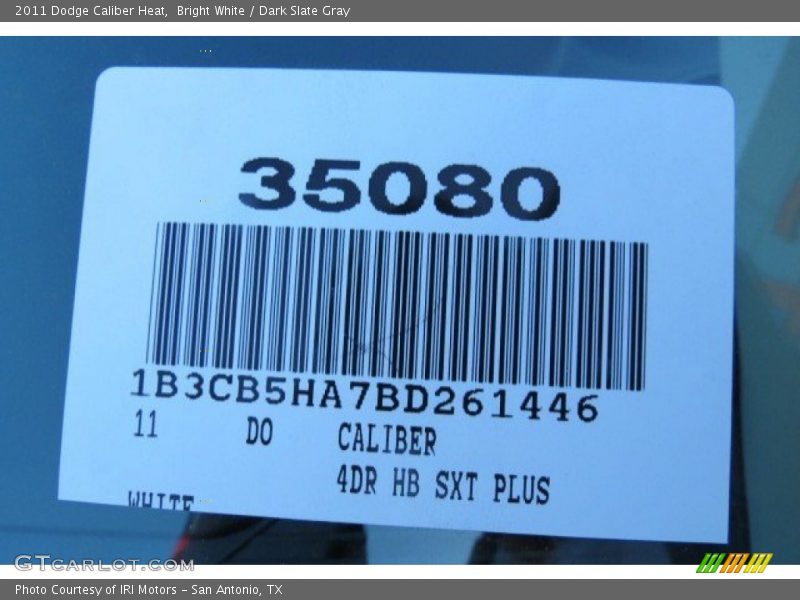 2011 Dodge Caliber Heat, Bright White / Dark Slate Gray
35080
1B3CB5HA7BD261446
11 DO CALIBER
4DR HB SXT PLUS
WHITE
GTCarlot.com
Photo Courtesy of IRI Motors - San Antonio, TX